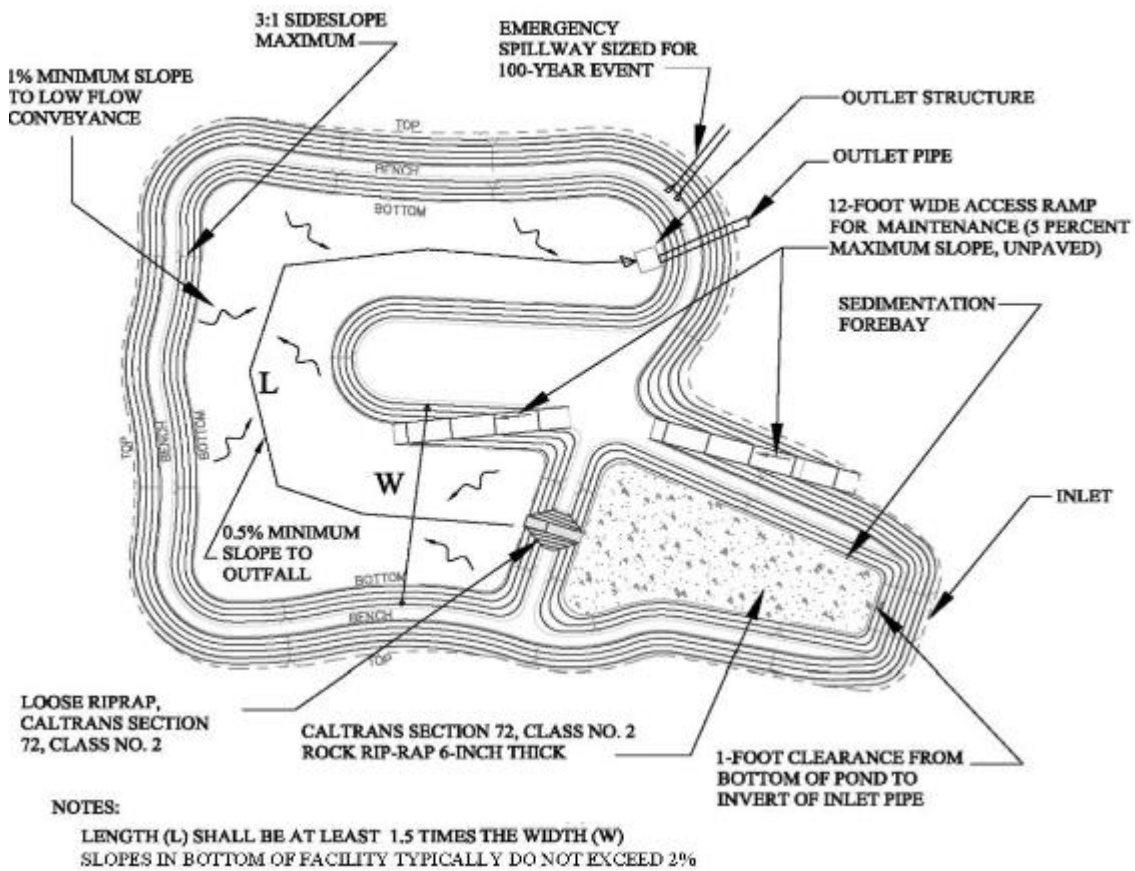 3:1 SIDESLOPE
MAXIMUM
EMERGENCY
SPILLWAY SIZED FOR
100-YEAR EVENT
1% MINIMUM SLOPE
TO LOW FLOW
CONVEYANCE
OUTLET STRUCTURE
OUTLET PIPE
12-FOOT WIDE ACCESS RAMP
FOR MAINTENANCE (5 PERCENT
MAXIMUM SLOPE, UNPAVED)
SEDIMENTATION
FOREBAY
TOP
BENCH
BOTTOM
L
TOP
BENCH
BOTTOM
W
INLET
0.5% MINIMUM
SLOPE TO
OUTFALL
BOTTOM
BENCH
TOP
LOOSE RIPRAP,
CALTRANS SECTION
72, CLASS NO. 2
CALTRANS SECTION 72, CLASS NO. 2
ROCK RIP-RAP 6-INCH THICK
1-FOOT CLEARANCE FROM
BOTTOM OF POND TO
INVERT OF INLET PIPE
NOTES:
LENGTH (L) SHALL BE AT LEAST 1.5 TIMES THE WIDTH (W)
SLOPES IN BOTTOM OF FACILITY TYPICALLY DO NOT EXCEED 2%